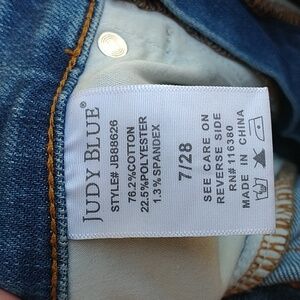 JUDY BLUE®
STYLE# JB88626
76.2%COTTON
22.5%POLYESTER
1.3%SPANDEX
7/28
SEE CARE ON
REVERSE SIDE
RN# 116380
MADE IN CHINA